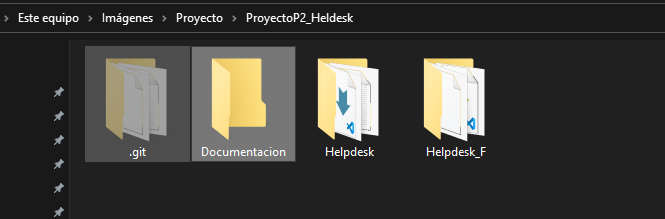 Este equipo > Imágenes > Proyecto > ProyectoP2_Heldesk
.git
Documentacion
Helpdesk
Helpdesk_F